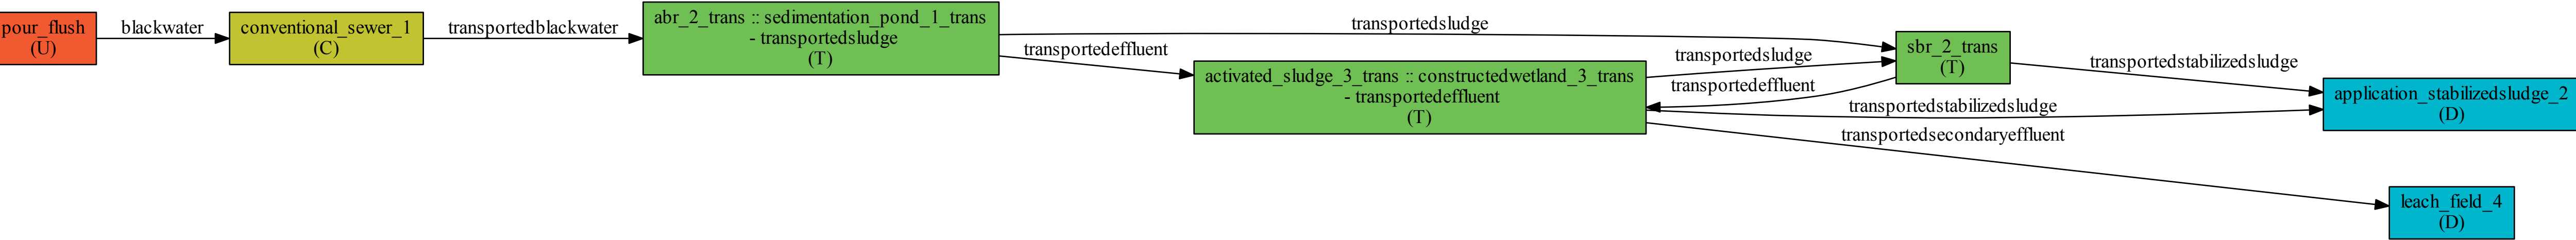 pour_flush
(U)
blackwater
conventional_sewer_1
(C)
transportedblackwater
abr_2_trans :: sedimentation_pond_1_trans
- transportedsludge
(T)
transportedsludge
transportedeffluent
activated_sludge_3_trans :: constructedwetland_3_trans
- transportedeffluent
(T)
transportedsludge
transportedeffluent
sbr_2_trans
(T)
transportedstabilizedsludge
transportedstabilizedsludge
transportedsecondaryeffluent
application_stabilizedsludge_2
(D)
leach_field_4
(D)